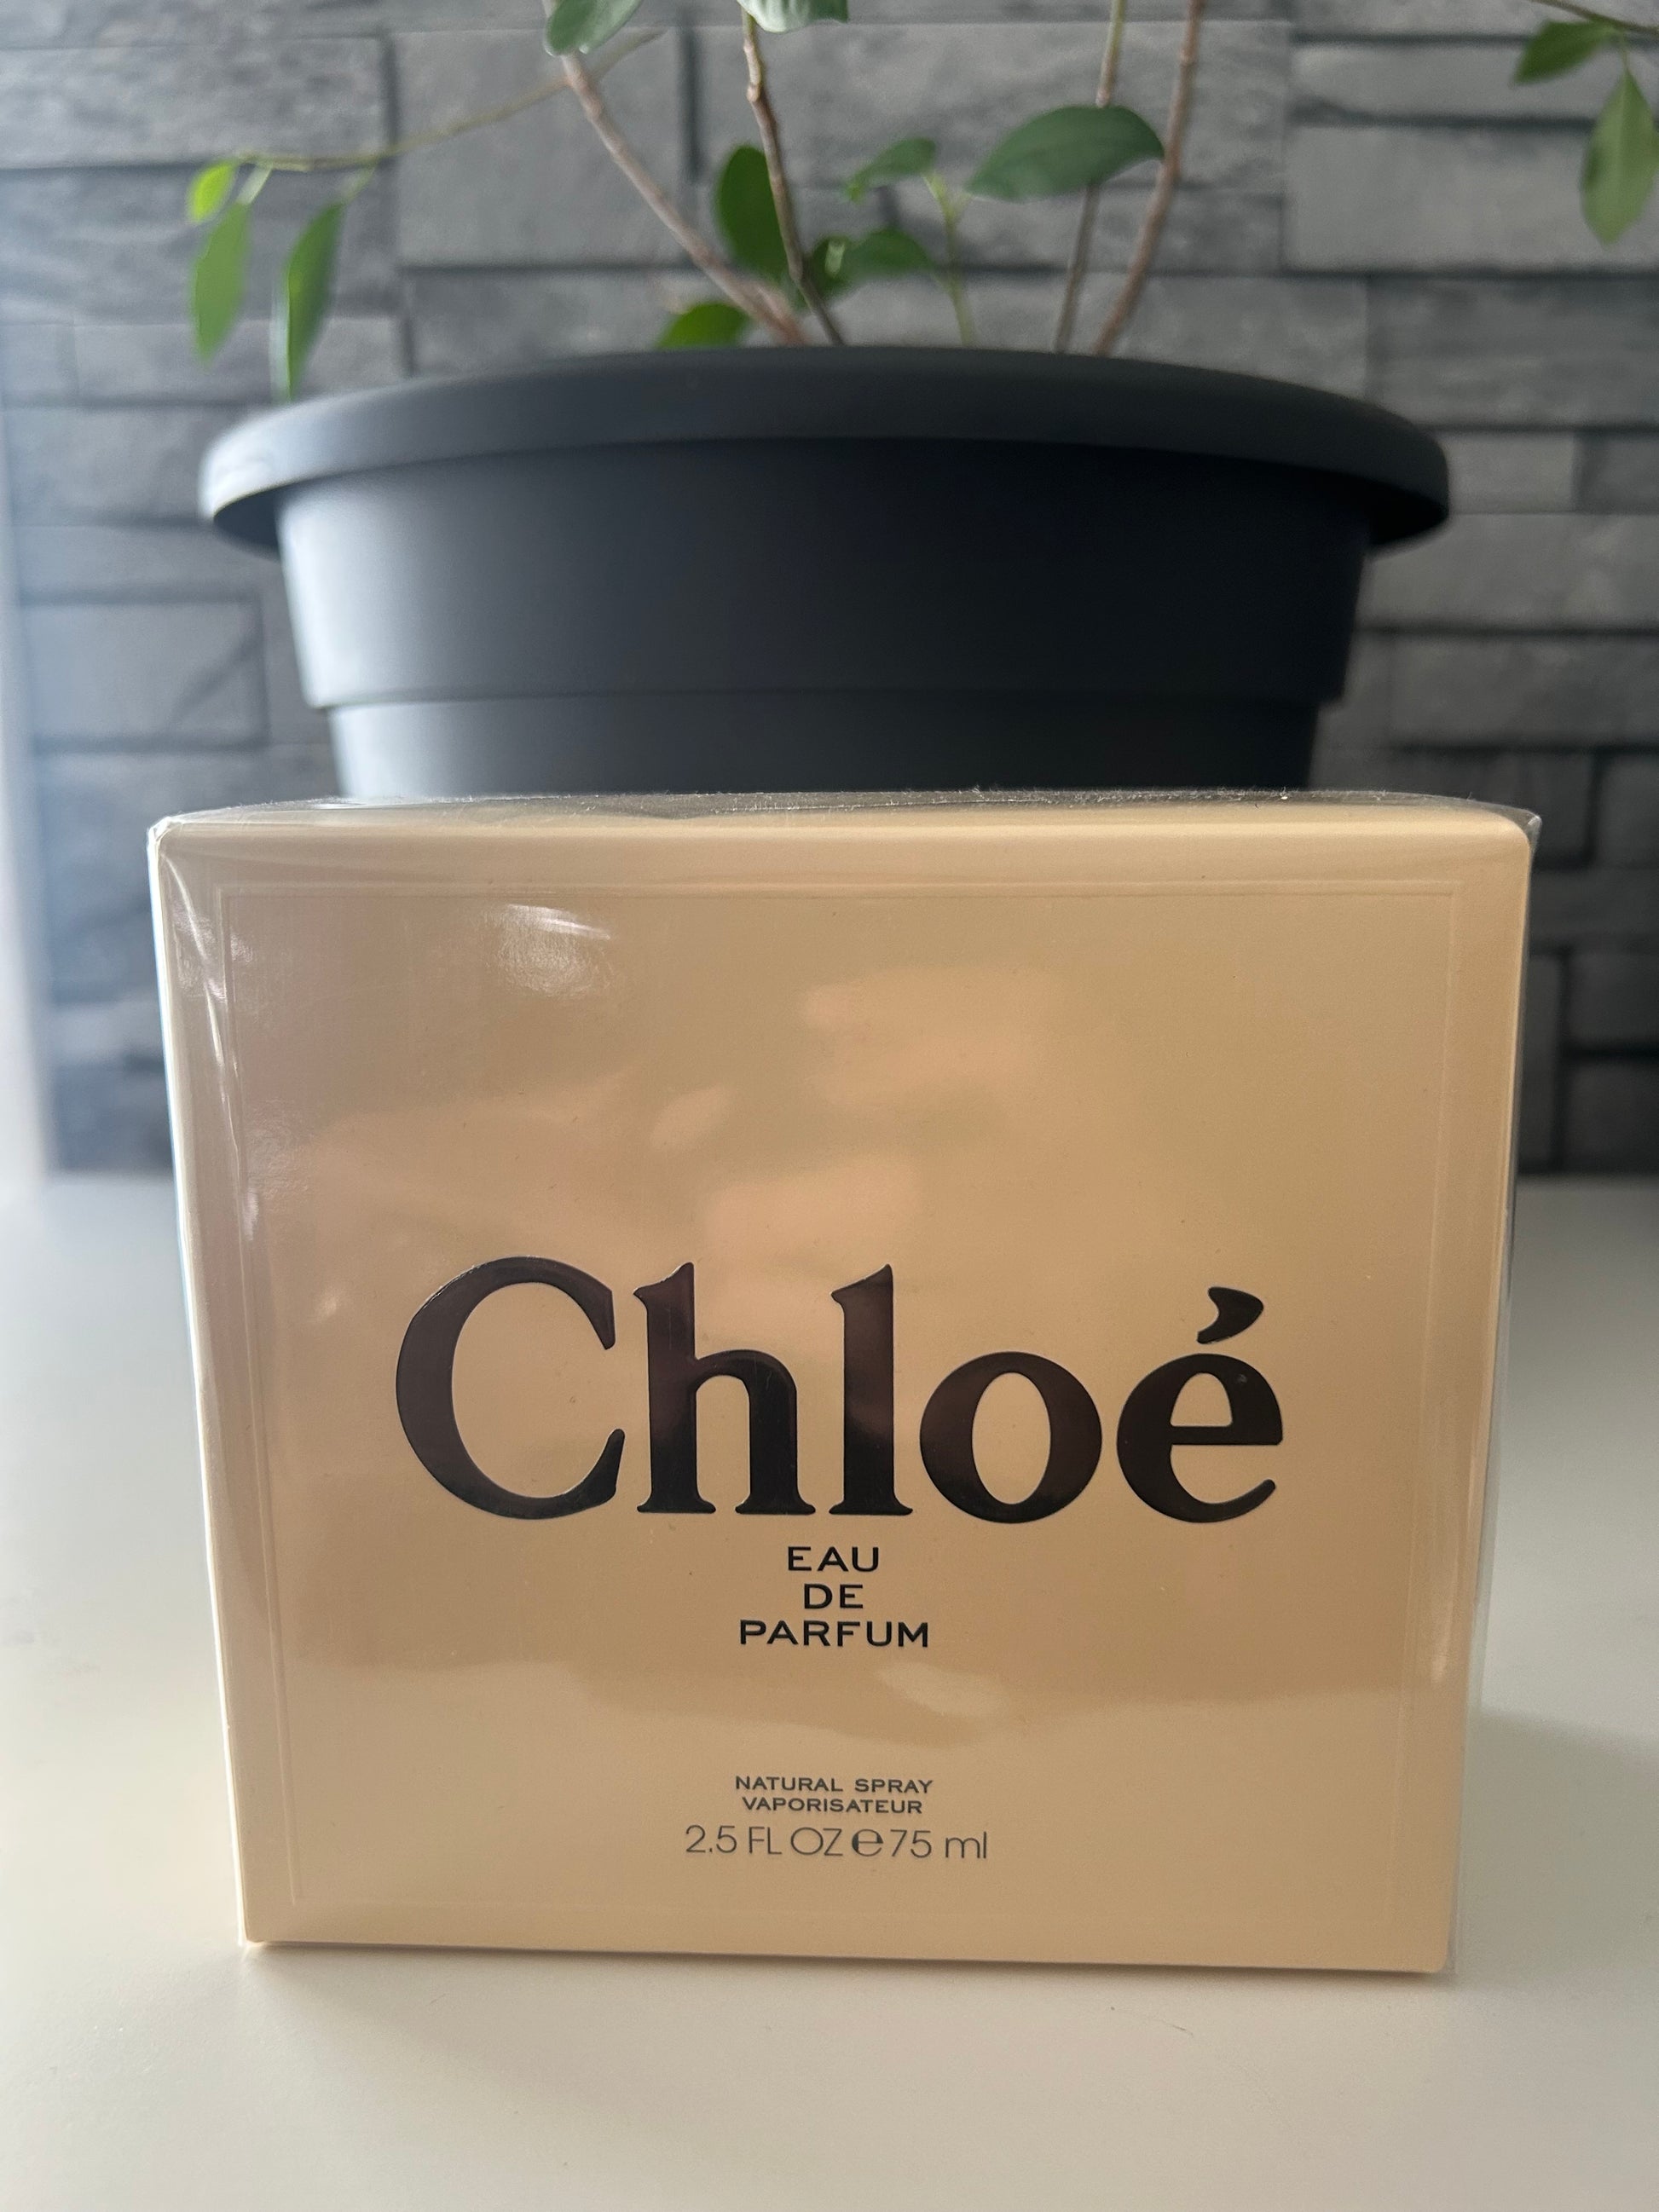 Chloé
EAU
DE
PARFUM
NATURAL SPRAY
VAPORISATEUR
2.5 FL OZ ℮ 75 ml